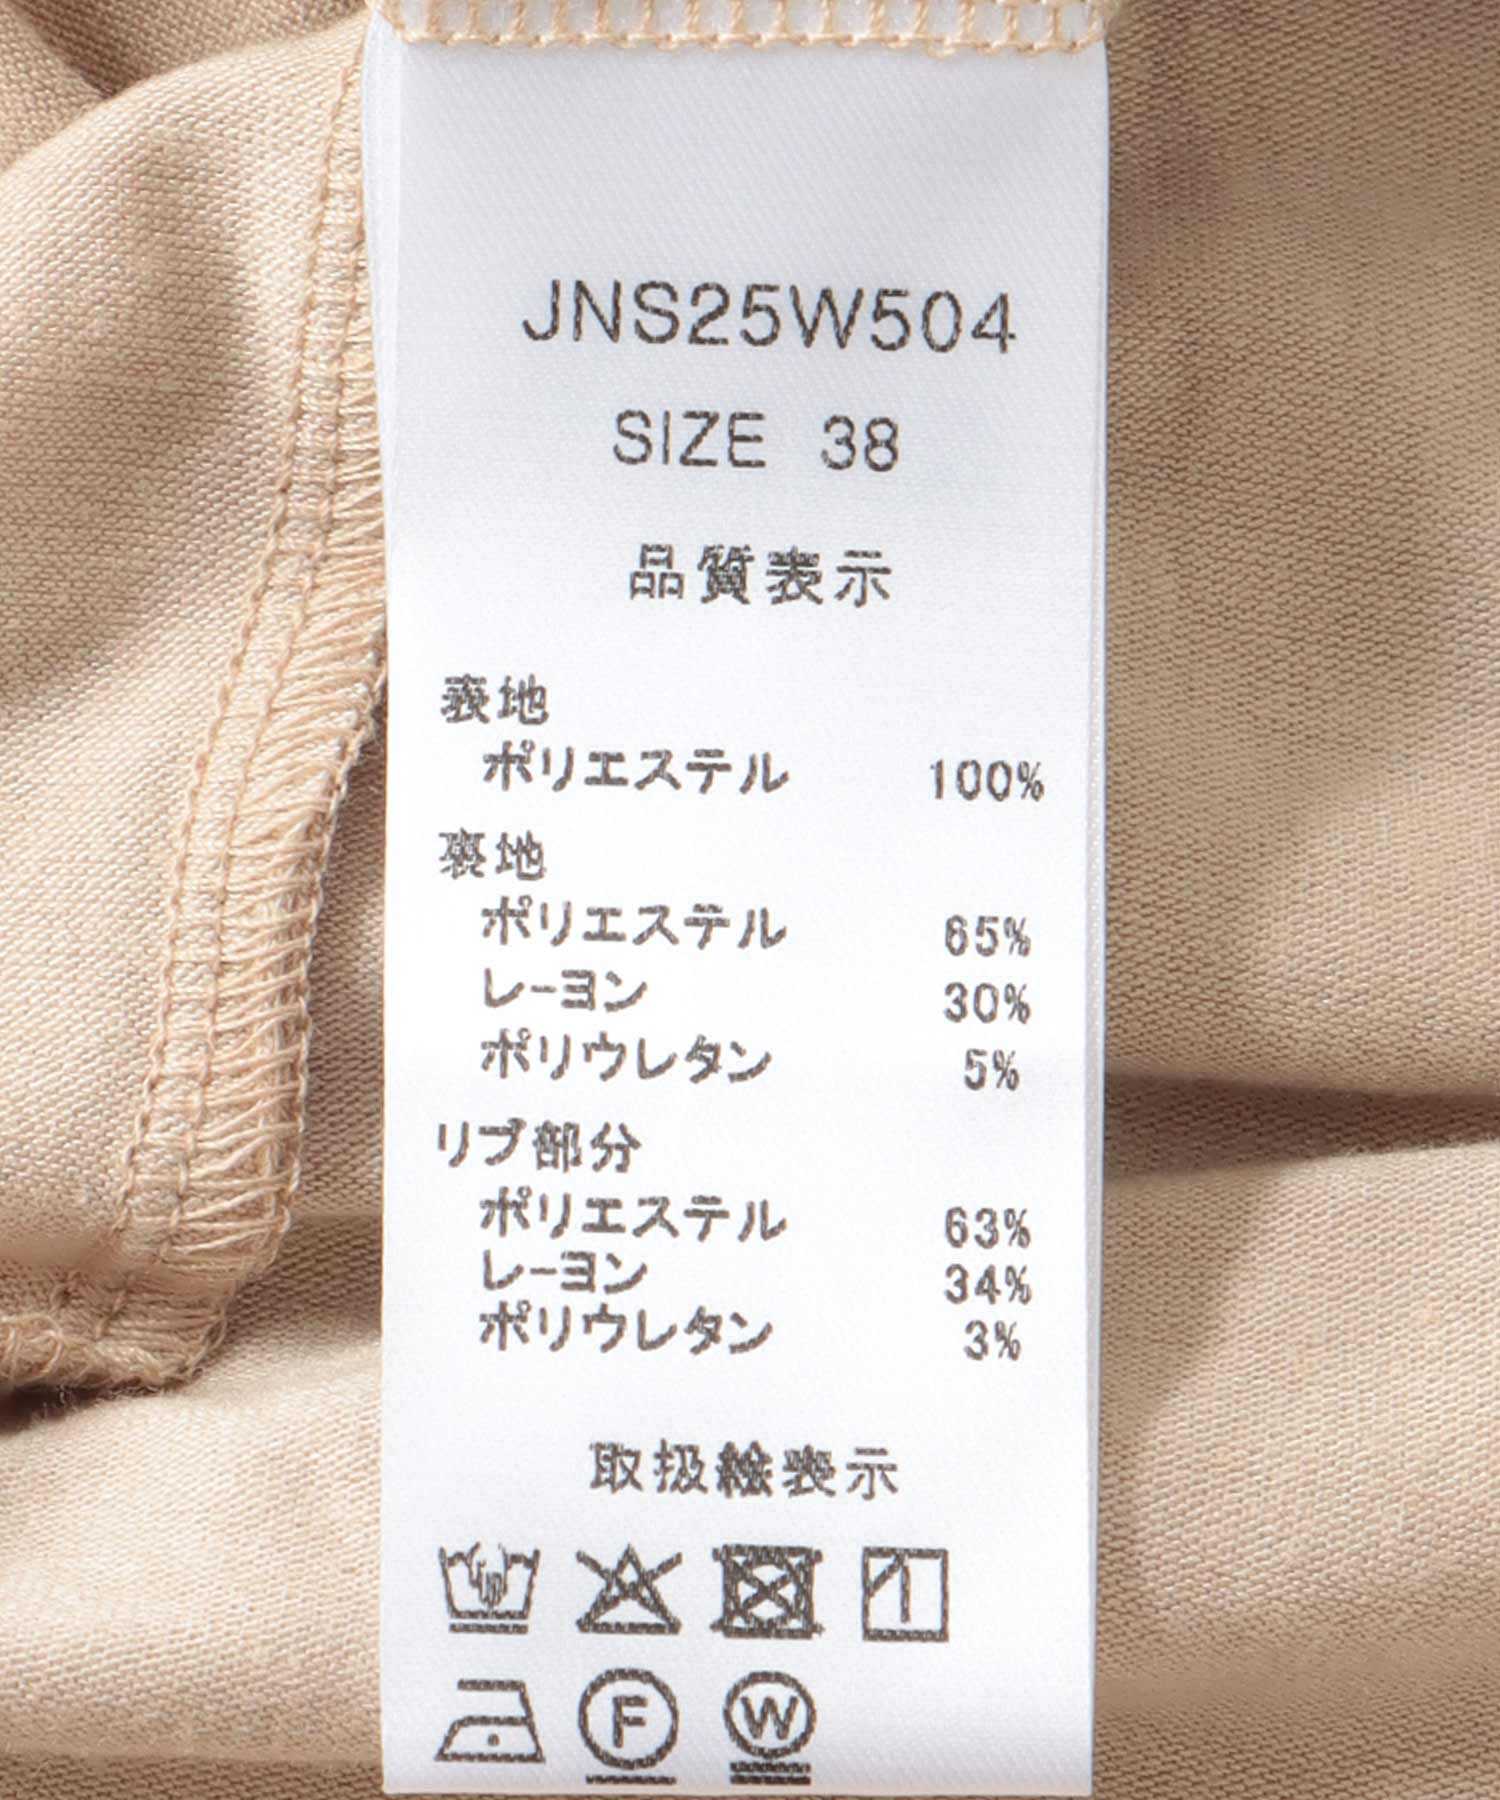 JNS25W504
SIZE 38
品質表示
表地
ポリエステル 100%
裏地
ポリエステル 65%
レーヨン 30%
ポリウレタン 5%
リブ部分
ポリエステル 63%
レーヨン 34%
ポリウレタン 3%
取扱絵表示
F W